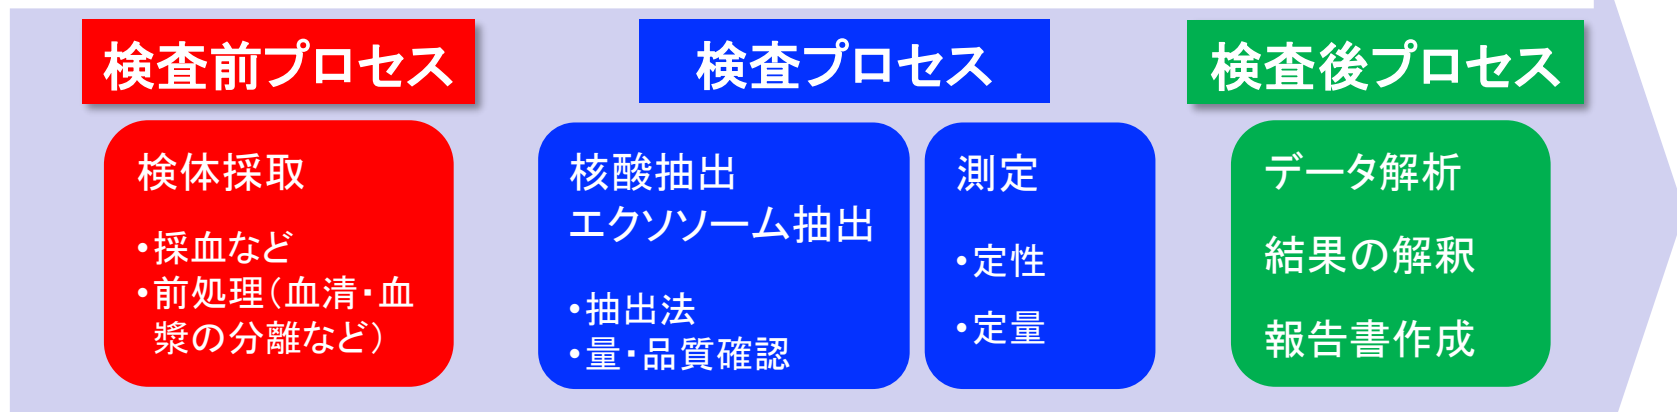 検査前プロセス
検体採取
•採血など
•前処理（血清・血
漿の分離など）
検査プロセス
核酸抽出
エクソソーム抽出
•抽出法
•量・品質確認
測定
•定性
•定量
検査後プロセス
データ解析
結果の解釈
報告書作成